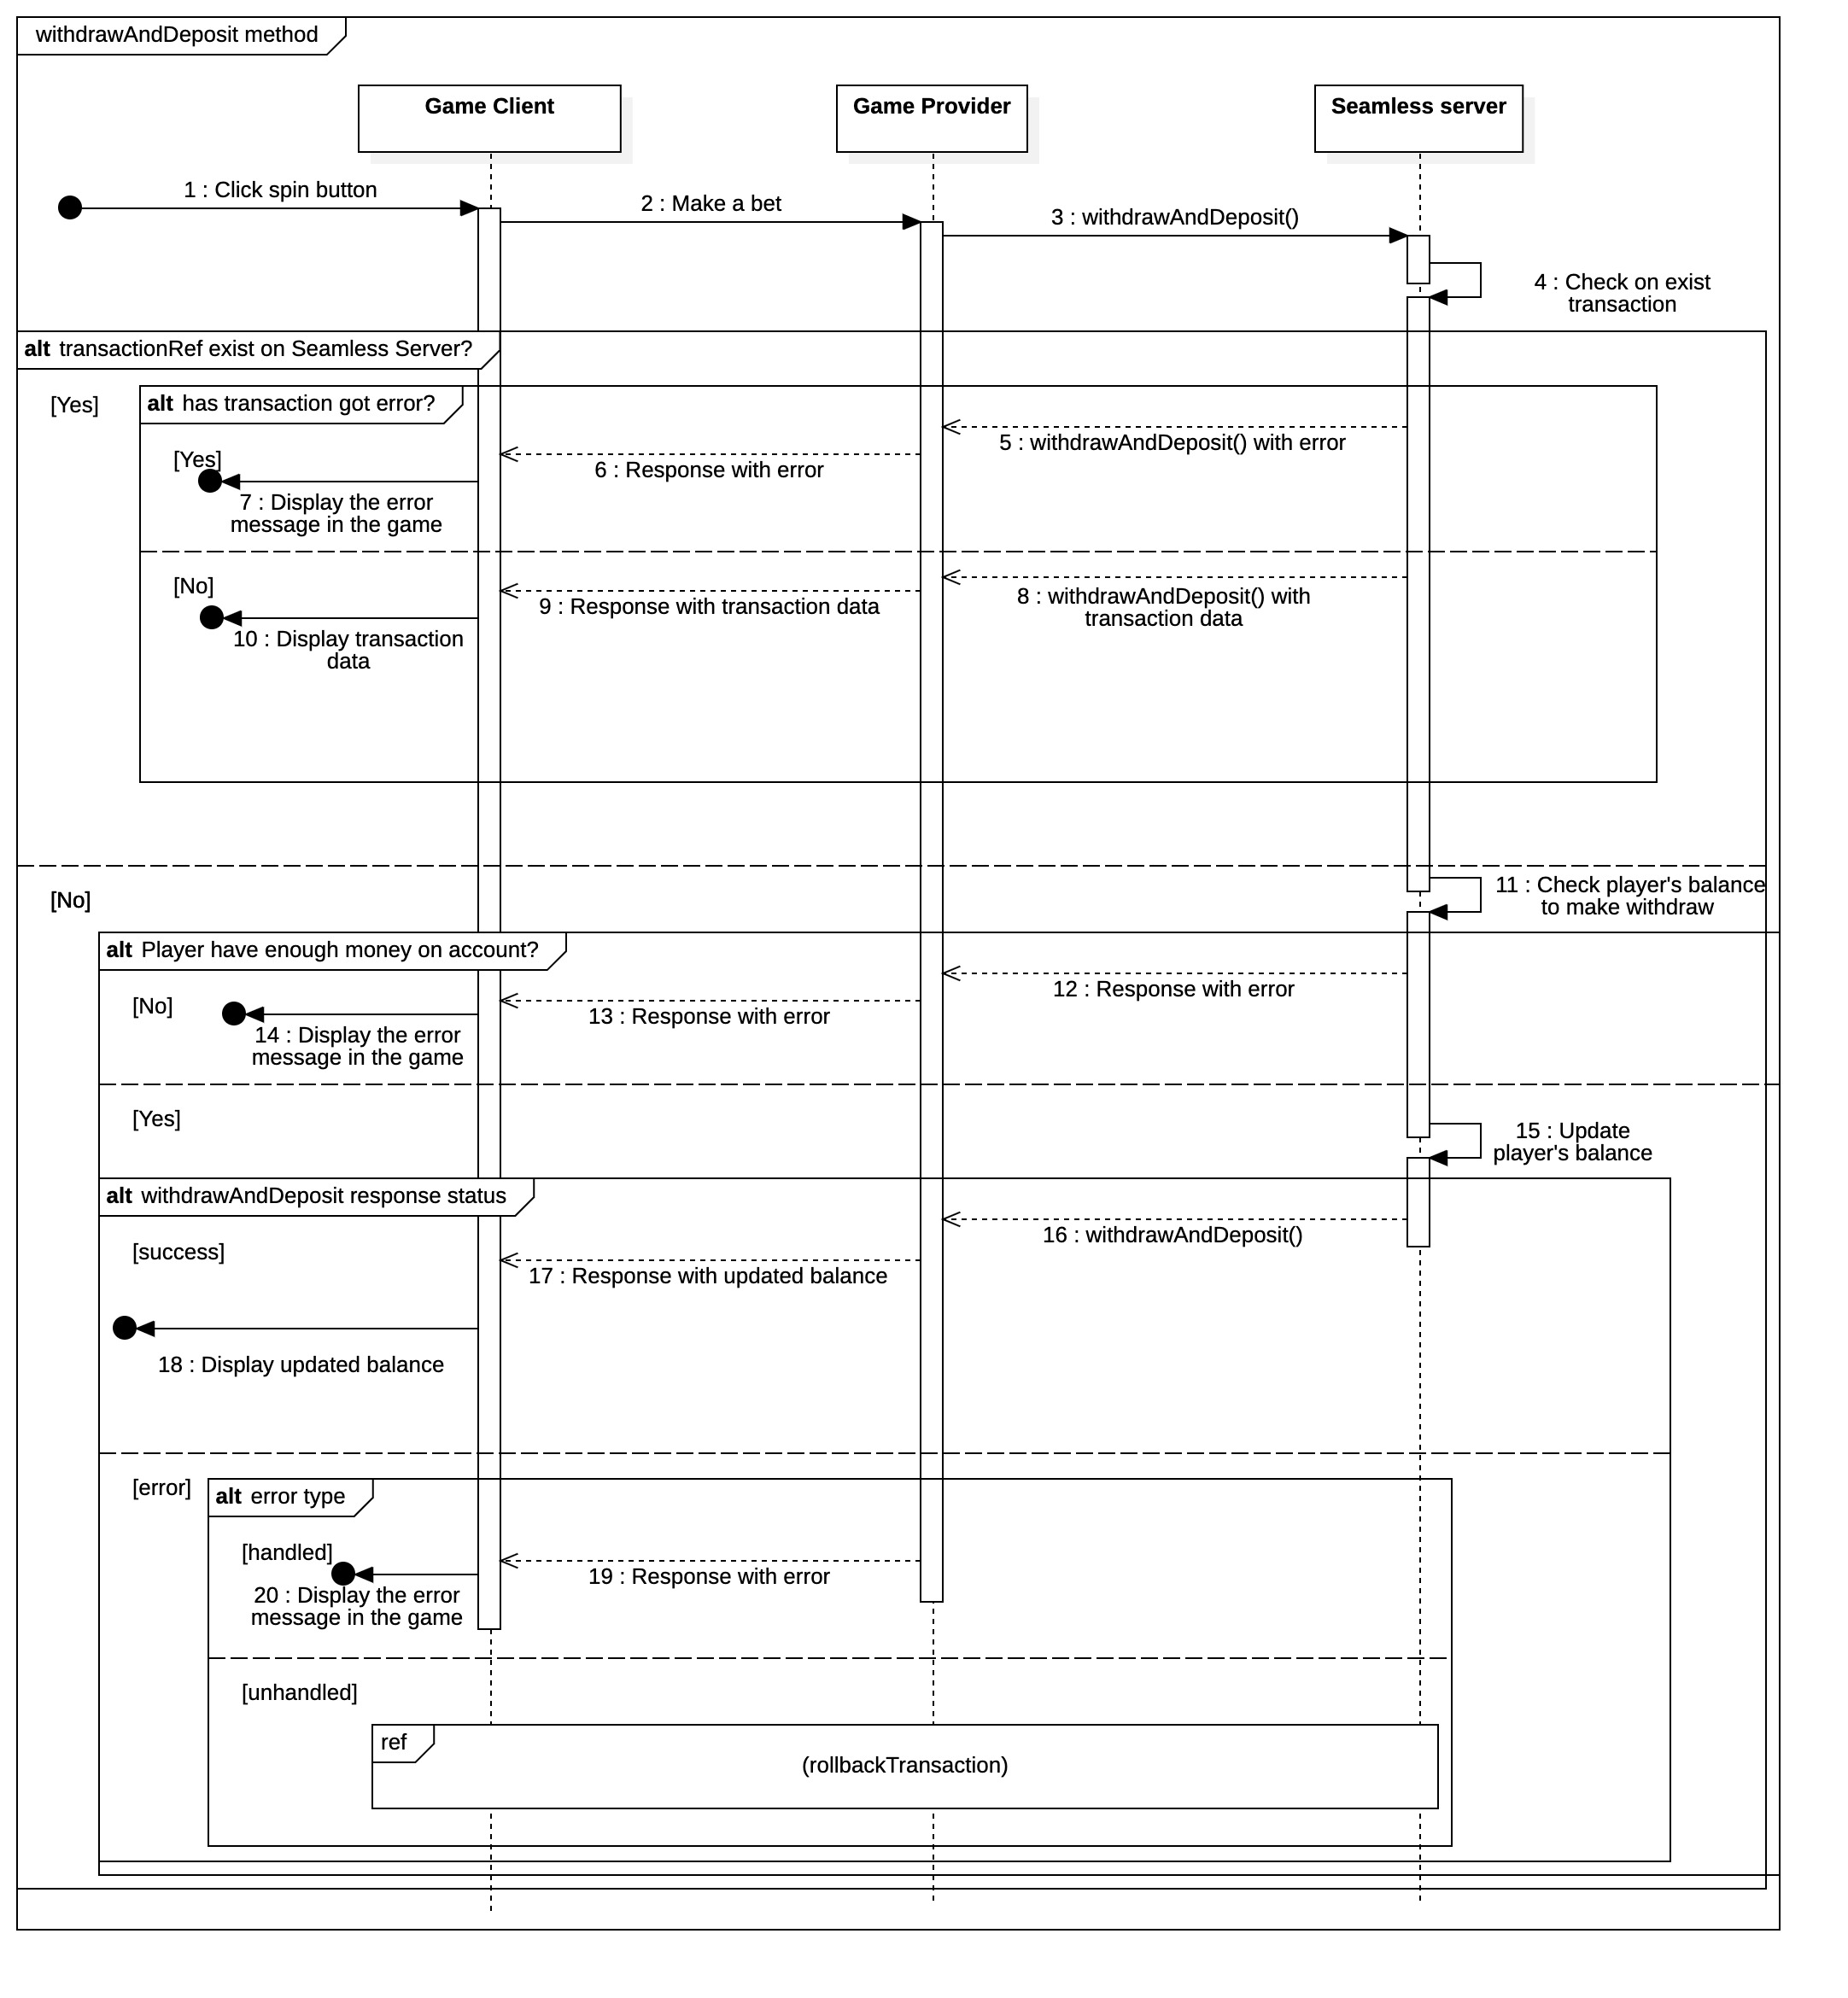 withdrawAndDeposit method
Game Client
Game Provider
Seamless server
1 : Click spin button
2 : Make a bet
3 : withdrawAndDeposit()
4 : Check on exist
transaction
alt transactionRef exist on Seamless Server?
[Yes]
alt has transaction got error?
5 : withdrawAndDeposit() with error
[Yes]
6 : Response with error
7 : Display the error
message in the game
[No]
8 : withdrawAndDeposit() with
transaction data
9 : Response with transaction data
10 : Display transaction
data
[No]
11 : Check player's balance
to make withdraw
alt Player have enough money on account?
12 : Response with error
[No]
13 : Response with error
14 : Display the error
message in the game
[Yes]
15 : Update
player's balance
alt withdrawAndDeposit response status
16 : withdrawAndDeposit()
[success]
17 : Response with updated balance
18 : Display updated balance
[error]
alt error type
[handled]
19 : Response with error
20 : Display the error
message in the game
[unhandled]
ref
(rollbackTransaction)